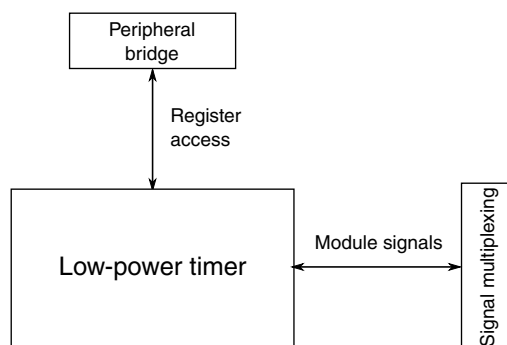 Peripheral
bridge
Register
access
Low-power timer
Module signals
Signal multiplexing